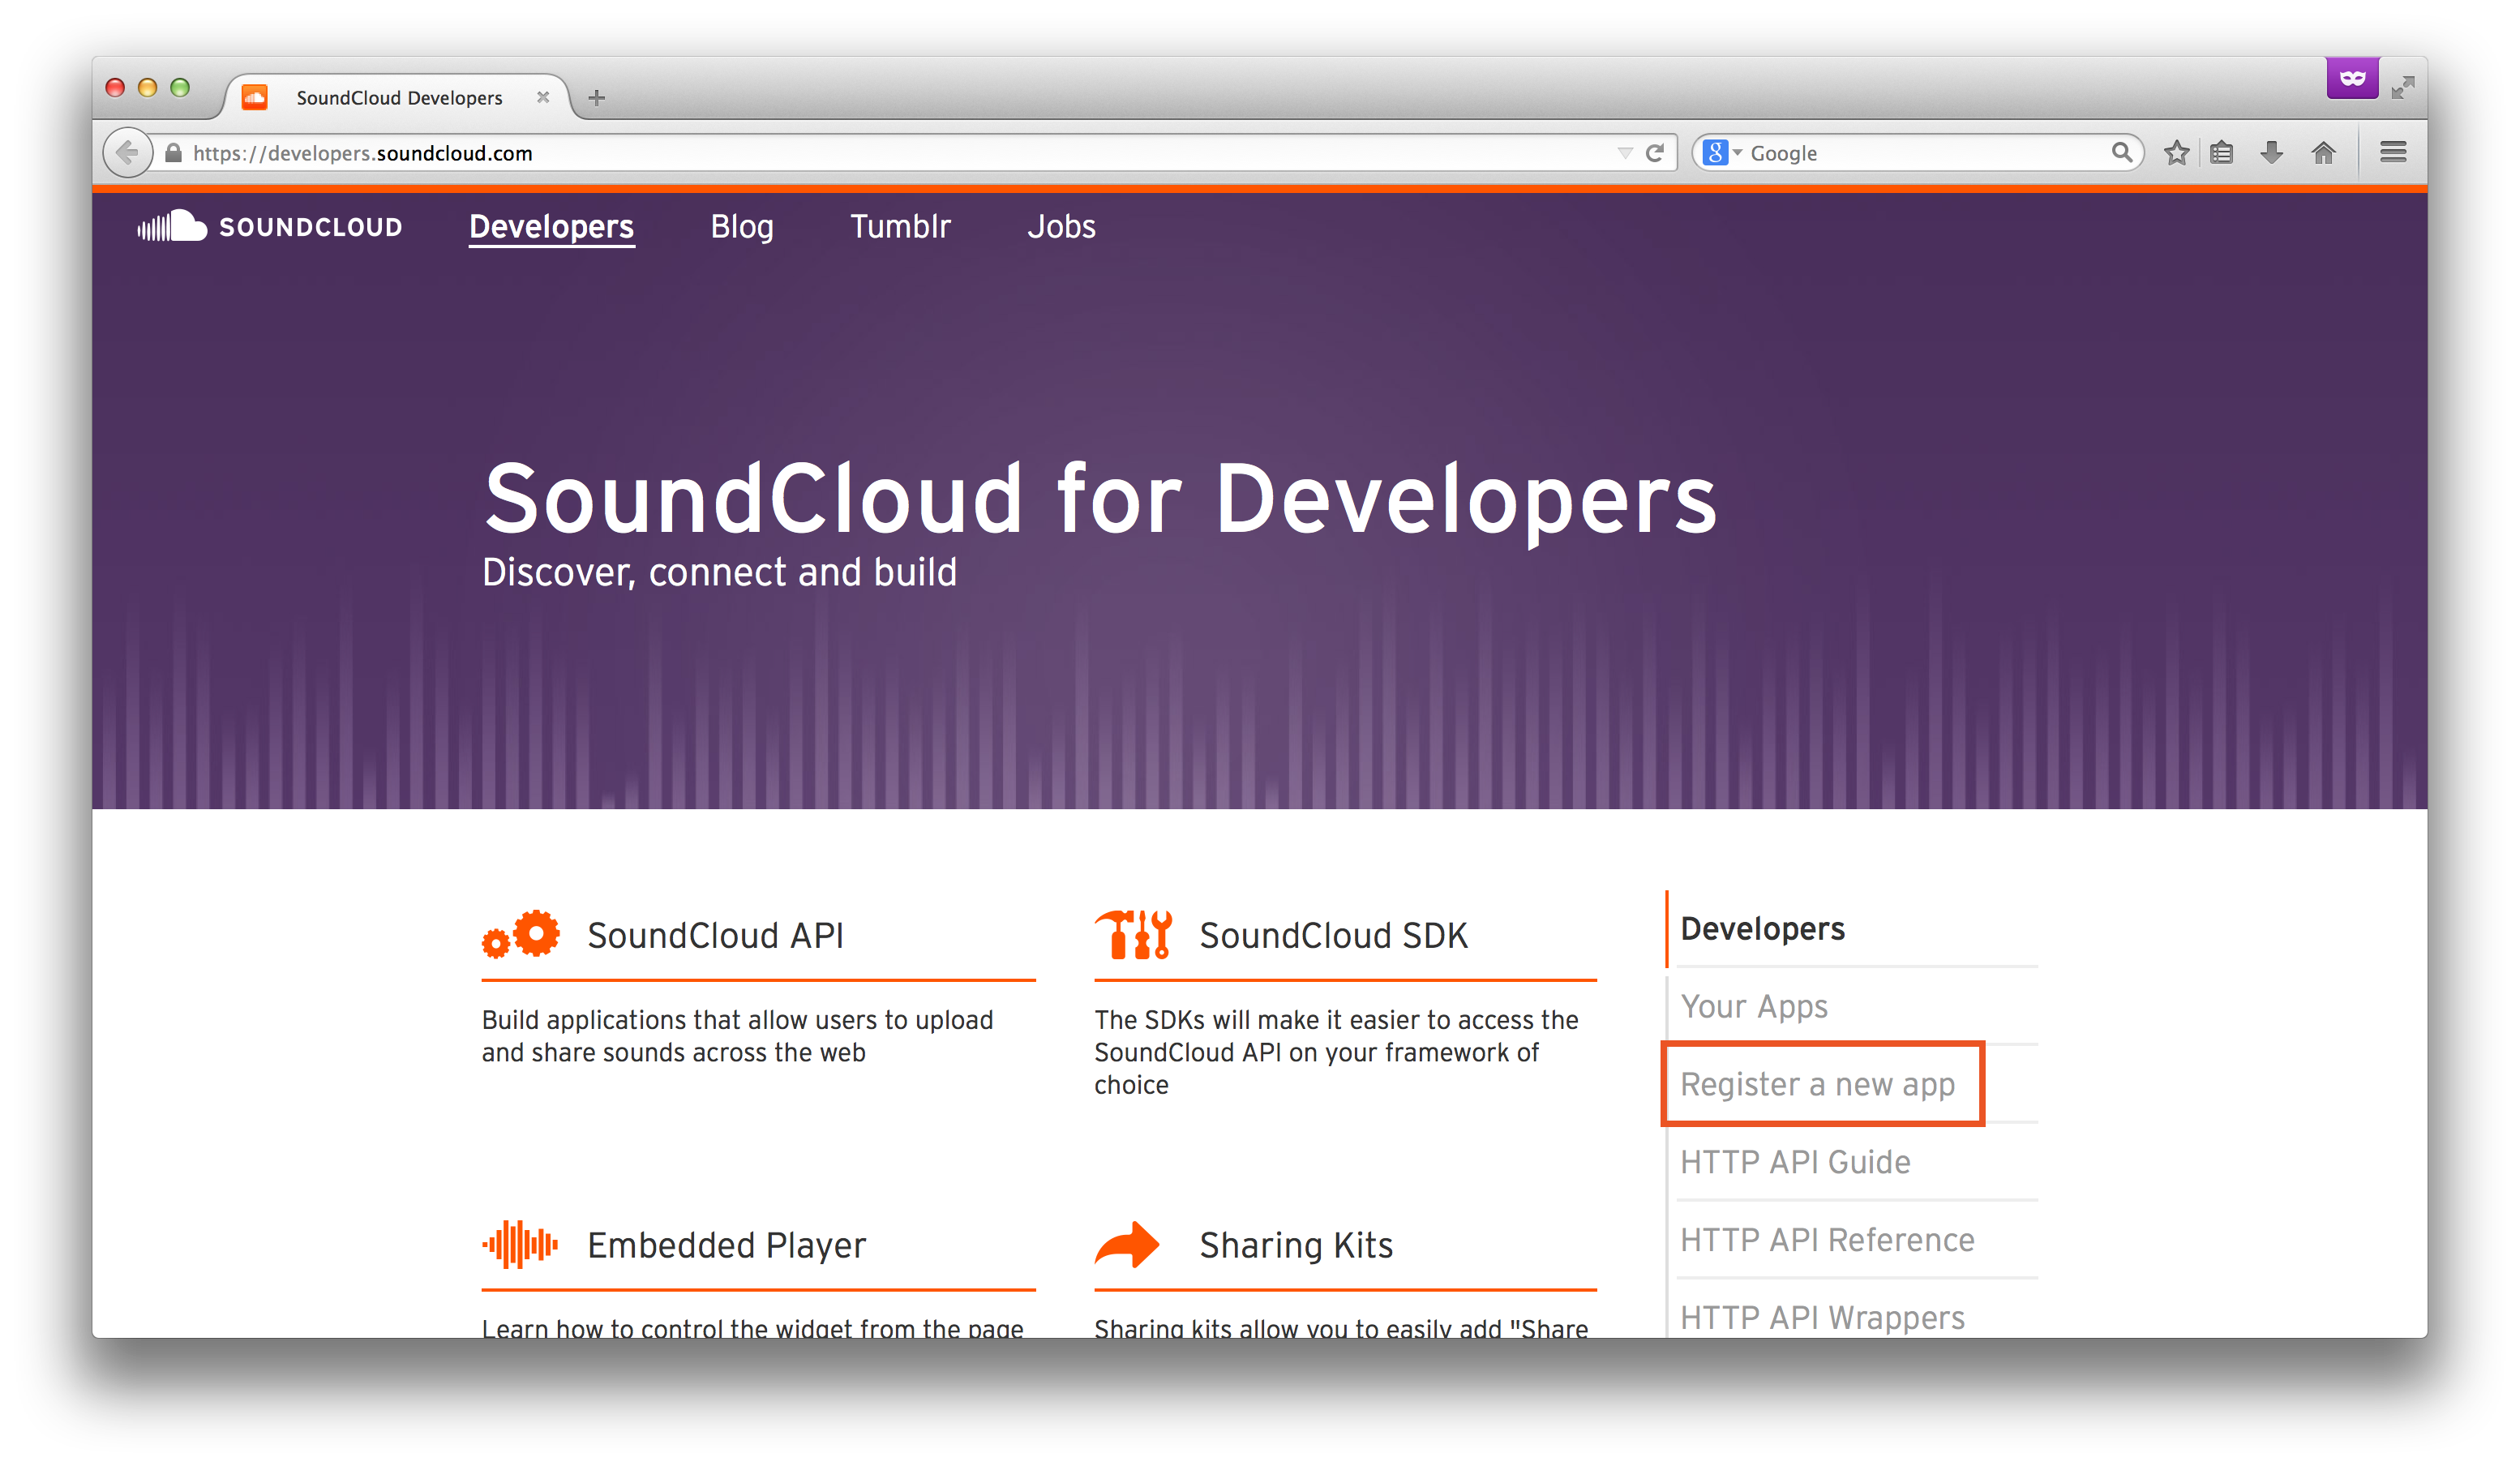 SoundCloud Developers
https://developers.soundcloud.com
Google
SOUNDCLOUD
Developers
Blog
Tumblr
Jobs
SoundCloud for Developers
Discover, connect and build
SoundCloud API
Build applications that allow users to upload
and share sounds across the web
SoundCloud SDK
The SDKs will make it easier to access the
SoundCloud API on your framework of
choice
Embedded Player
Learn how to control the widget from the page
Sharing Kits
Sharing kits allow you to easily add "Share
Developers
Your Apps
Register a new app
HTTP API Guide
HTTP API Reference
HTTP API Wrappers